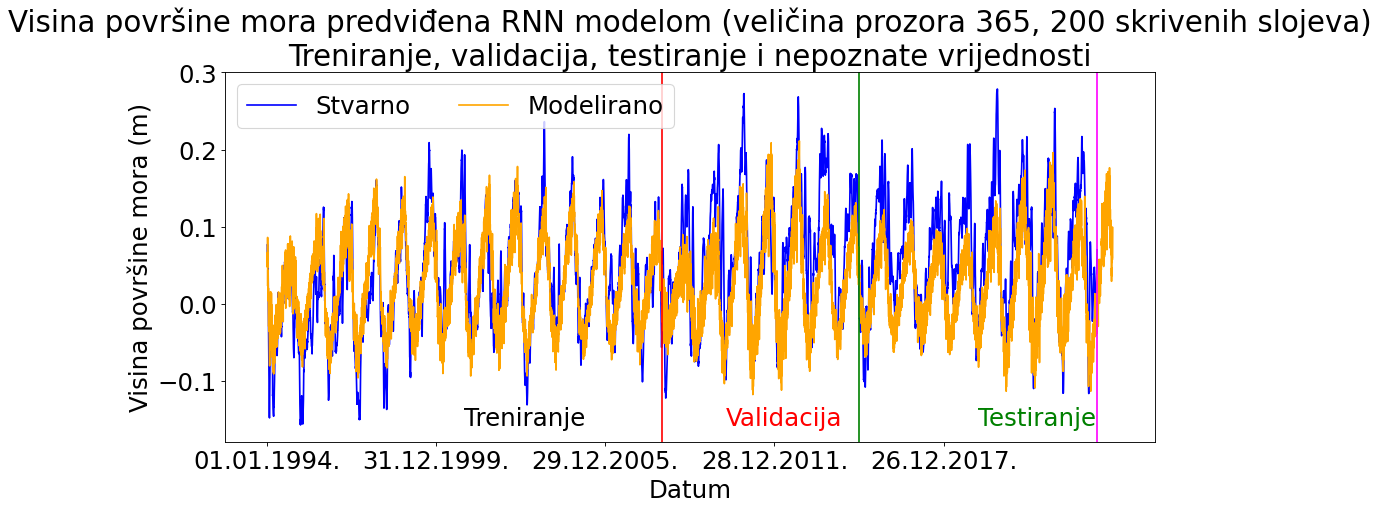 Visina površine mora predviđena RNN modelom (veličina prozora 365, 200 skrivenih slojeva)
Treniranje, validacija, testiranje i nepoznate vrijednosti
Stvarno Modelirano
Visina površine mora (m)
0.3
0.2
0.1
0.0
−0.1
Treniranje Validacija Testiranje
01.01.1994. 31.12.1999. 29.12.2005. 28.12.2011. 26.12.2017.
Datum